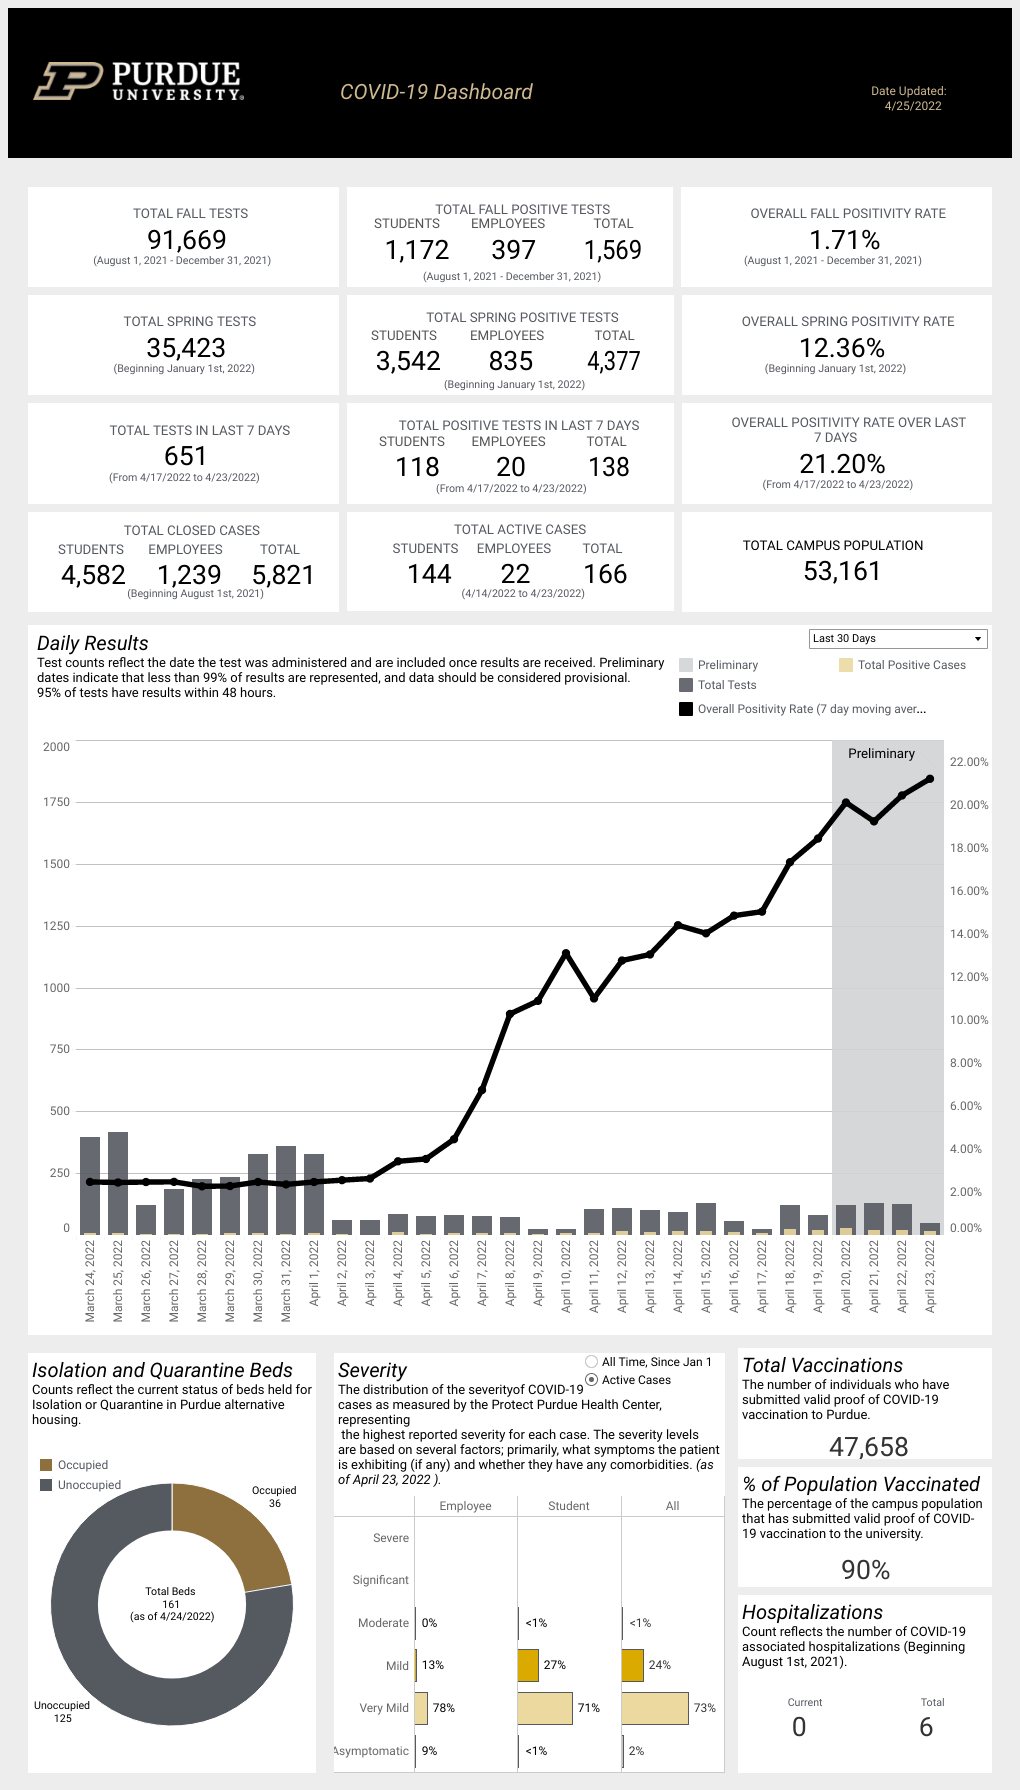 PURDUE
UNIVERSITY®
COVID-19 Dashboard
Date Updated:
4/25/2022
TOTAL FALL TESTS
91,669
(August 1, 2021 - December 31, 2021)
TOTAL FALL POSITIVE TESTS
STUDENTS EMPLOYEES TOTAL
1,172 397 1,569
(August 1, 2021 - December 31, 2021)
OVERALL FALL POSITIVITY RATE
1.71%
(August 1, 2021 - December 31, 2021)
TOTAL SPRING TESTS
35,423
(Beginning January 1st, 2022)
TOTAL SPRING POSITIVE TESTS
STUDENTS EMPLOYEES TOTAL
3,542 835 4,377
(Beginning January 1st, 2022)
OVERALL SPRING POSITIVITY RATE
12.36%
(Beginning January 1st, 2022)
TOTAL TESTS IN LAST 7 DAYS
651
(From 4/17/2022 to 4/23/2022)
TOTAL POSITIVE TESTS IN LAST 7 DAYS
STUDENTS EMPLOYEES TOTAL
118 20 138
(From 4/17/2022 to 4/23/2022)
OVERALL POSITIVITY RATE OVER LAST
7 DAYS
21.20%
(From 4/17/2022 to 4/23/2022)
TOTAL CLOSED CASES
STUDENTS EMPLOYEES TOTAL
4,582 1,239 5,821
(Beginning August 1st, 2021)
TOTAL ACTIVE CASES
STUDENTS EMPLOYEES TOTAL
144 22 166
(4/14/2022 to 4/23/2022)
TOTAL CAMPUS POPULATION
53,161
Daily Results
Test counts reflect the date the test was administered and are included once results are received. Preliminary
dates indicate that less than 99% of results are represented, and data should be considered provisional.
95% of tests have results within 48 hours.
Last 30 Days
Preliminary
Total Positive Cases
Total Tests
Overall Positivity Rate (7 day moving aver...
Preliminary
2000
1750
1500
1250
1000
750
500
250
0
22.00%
20.00%
18.00%
16.00%
14.00%
12.00%
10.00%
8.00%
6.00%
4.00%
2.00%
0.00%
March 24, 2022
March 25, 2022
March 26, 2022
March 27, 2022
March 28, 2022
March 29, 2022
March 30, 2022
March 31, 2022
April 1, 2022
April 2, 2022
April 3, 2022
April 4, 2022
April 5, 2022
April 6, 2022
April 7, 2022
April 8, 2022
April 9, 2022
April 10, 2022
April 11, 2022
April 12, 2022
April 13, 2022
April 14, 2022
April 15, 2022
April 16, 2022
April 17, 2022
April 18, 2022
April 19, 2022
April 20, 2022
April 21, 2022
April 22, 2022
April 23, 2022
Isolation and Quarantine Beds
Counts reflect the current status of beds held for
Isolation or Quarantine in Purdue alternative
housing.
Occupied
Unoccupied
Occupied
36
Total Beds
161
(as of 4/24/2022)
Unoccupied
125
Severity
All Time, Since Jan 1
Active Cases
The distribution of the severityof COVID-19
cases as measured by the Protect Purdue Health Center,
representing
the highest reported severity for each case. The severity levels
are based on several factors; primarily, what symptoms the patient
is exhibiting (if any) and whether they have any comorbidities. (as
of April 23, 2022 ).
Employee Student All
Severe
Significant
Moderate 0% <1% <1%
Mild 13% 27% 24%
Very Mild 78% 71% 73%
Asymptomatic 9% <1% 2%
Total Vaccinations
The number of individuals who have
submitted valid proof of COVID-19
vaccination to Purdue.
47,658
% of Population Vaccinated
The percentage of the campus population
that has submitted valid proof of COVID-
19 vaccination to the university.
90%
Hospitalizations
Count reflects the number of COVID-19
associated hospitalizations (Beginning
August 1st, 2021).
Current Total
0 6